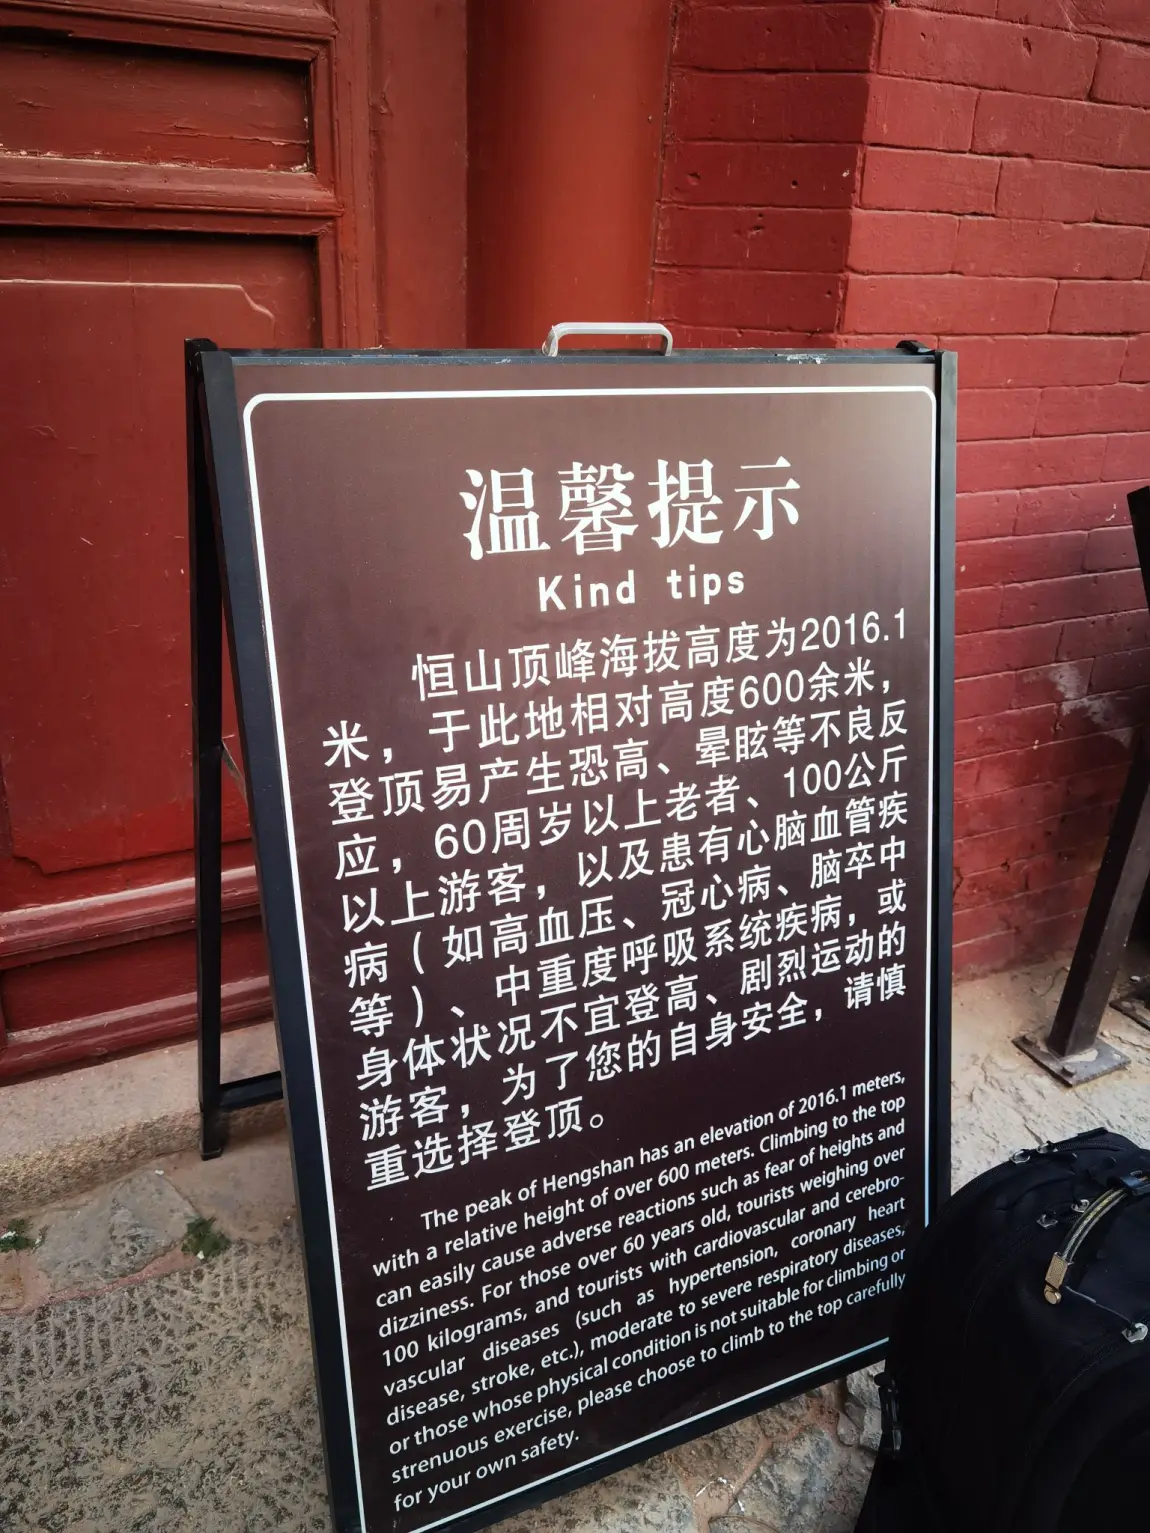 温馨提示
Kind tips
恒山顶峰海拔高度为2016.1
米，于此地相对高度600余米，
登顶易产生恐高、晕眩等不良反
应，60周岁以上老者、100公斤
以上游客，以及患有心脑血管疾
病（如高血压、冠心病、脑卒中
等）、中重度呼吸系统疾病，或
身体状况不宜登高、剧烈运动的
游客，为了您的自身安全，请慎
重选择登顶。
The peak of Hengshan has an elevation of 2016.1 meters,
with a relative height of over 600 meters. Climbing to the top
can easily cause adverse reactions such as fear of heights and
dizziness. For those over 60 years old, tourists weighing over
100 kilograms, and tourists with cardiovascular and cerebro-
vascular diseases (such as hypertension, coronary heart
disease, stroke, etc.), moderate to severe respiratory diseases,
or those whose physical condition is not suitable for climbing or
strenuous exercise, please choose to climb to the top carefully
for your own safety.